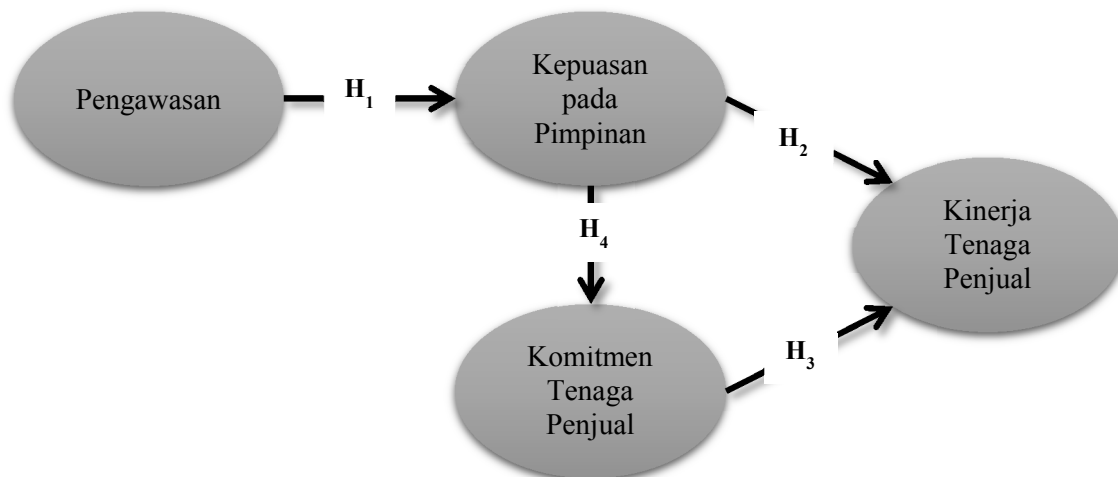 Pengawasan
H₁
Kepuasan
pada
Pimpinan
H₂
H₄
Kinerja
Tenaga
Penjual
Komitmen
Tenaga
Penjual
H₃